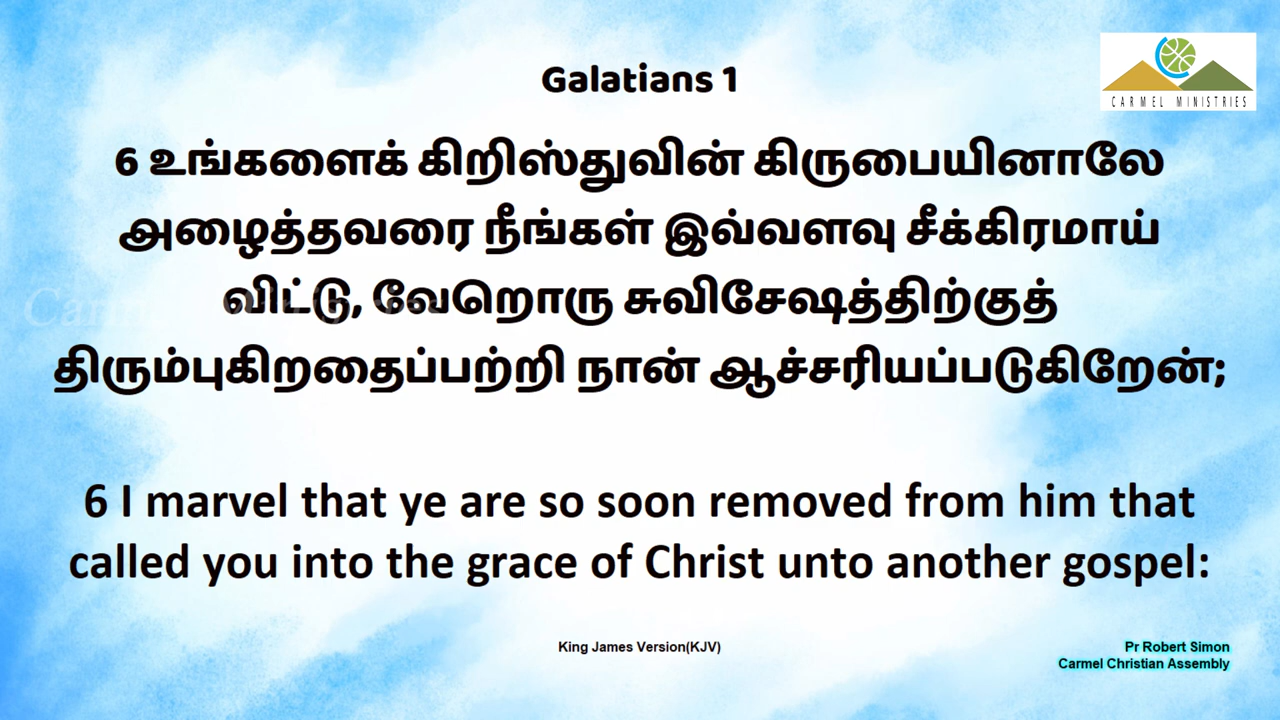 Galatians 1
CARMEL MINISTRIES
6 உங்களைக் கிறிஸ்துவின் கிருபையினாலே
அழைத்தவரை நீங்கள் இவ்வளவு சீக்கிரமாய்
விட்டு, வேறொரு சுவிசேஷத்திற்குத்
திரும்புகிறதைப்பற்றி நான் ஆச்சரியப்படுகிறேன்;
6 I marvel that ye are so soon removed from him that
called you into the grace of Christ unto another gospel:
King James Version(KJV)
Pr Robert Simon
Carmel Christian Assembly